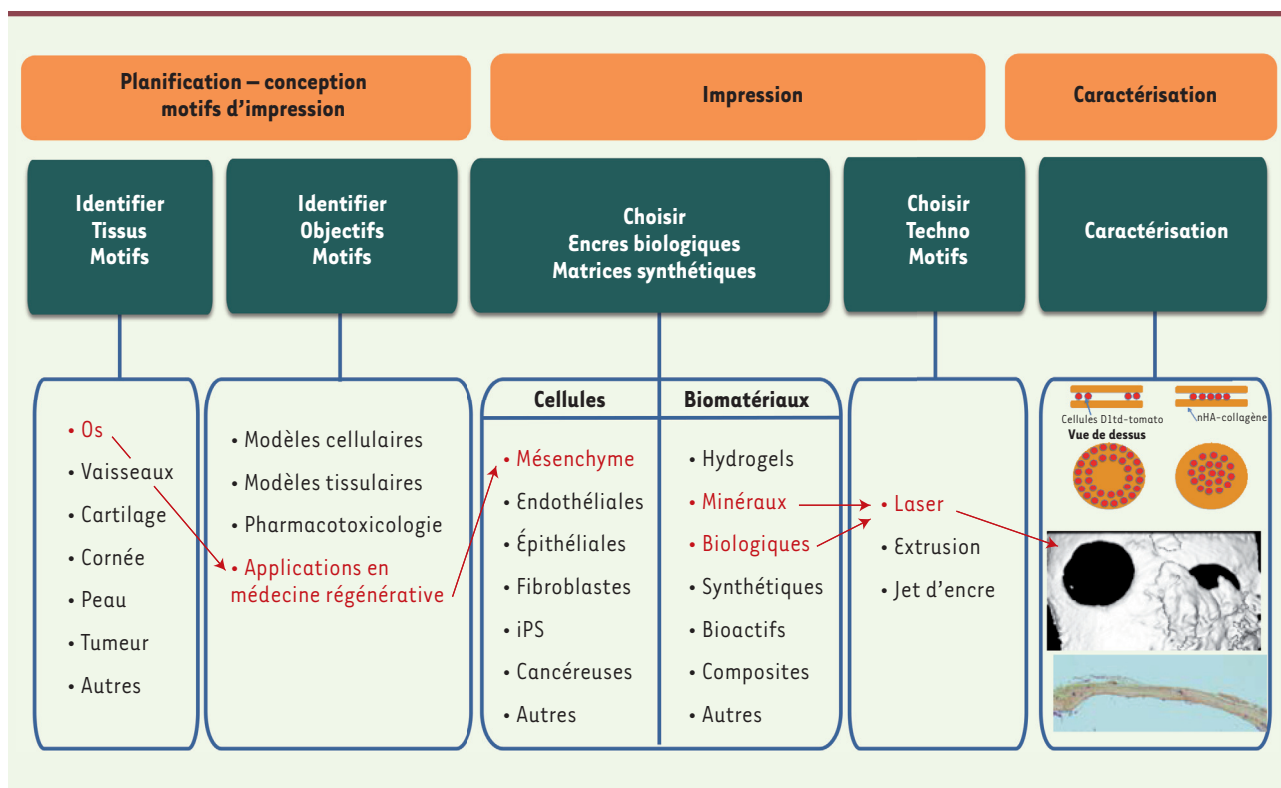 Planification – conception
motifs d’impression
Impression
Caractérisation
Identifier
Tissus
Motifs
Identifier
Objectifs
Motifs
Choisir
Encres biologiques
Matrices synthétiques
Choisir
Techno
Motifs
Caractérisation
• Os
• Vaisseaux
• Cartilage
• Cornée
• Peau
• Tumeur
• Autres
• Modèles cellulaires
• Modèles tissulaires
• Pharmacotoxicologie
• Applications en
médecine régénérative
Cellules
• Mésenchyme
• Endothéliales
• Épithéliales
• Fibroblastes
• iPS
• Cancéreuses
• Autres
Biomatériaux
• Hydrogels
• Minéraux
• Biologiques
• Synthétiques
• Bioactifs
• Composites
• Autres
• Laser
• Extrusion
• Jet d’encre
Cellules D1td-tomato
nHA-collagène
Vue de dessus